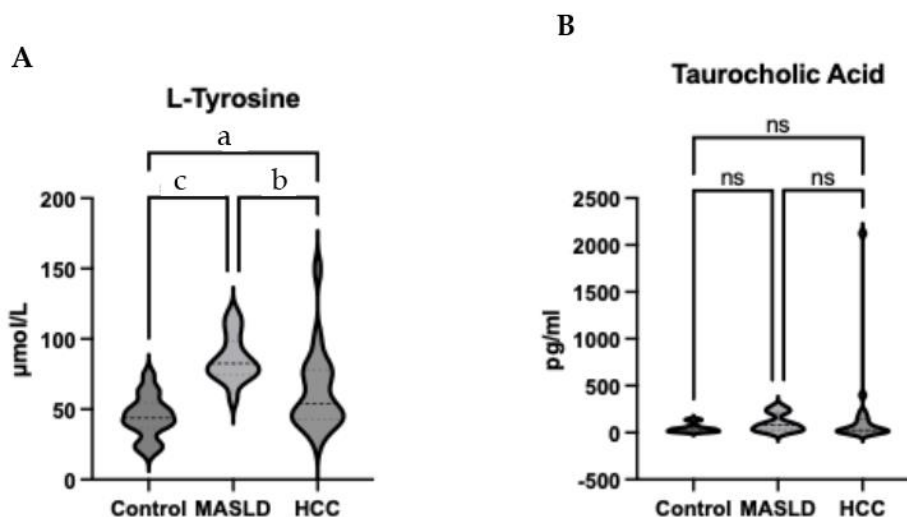 A
L-Tyrosine
a
c b
200
150
100
50
0
µmol/L
Control MASLD HCC
B
Taurocholic Acid
ns
ns ns
2500
2000
1500
1000
500
0
-500
pg/ml
Control MASLD HCC